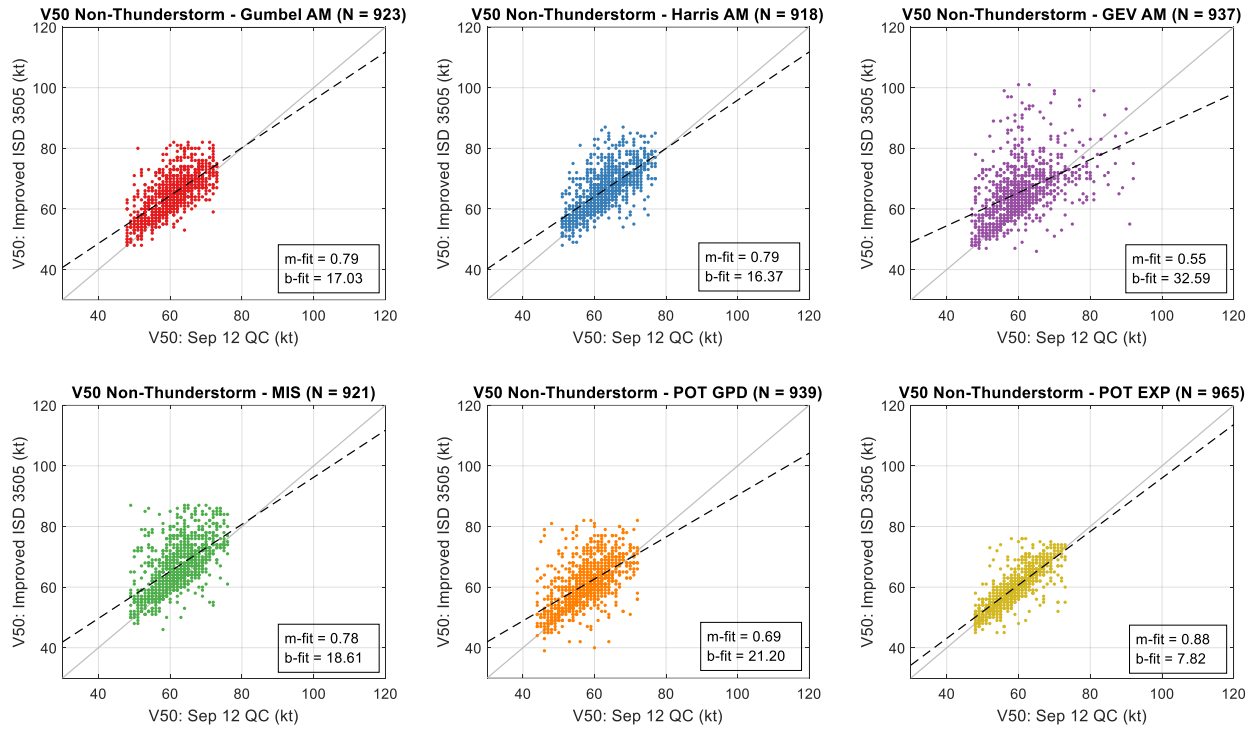 V50 Non-Thunderstorm - Gumbel AM (N = 923)
120
100
80
60
40
V50: Improved ISD 3505 (kt)
m-fit = 0.79
b-fit = 17.03
40 60 80 100 120
V50: Sep 12 QC (kt)
V50 Non-Thunderstorm - Harris AM (N = 918)
120
100
80
60
40
V50: Improved ISD 3505 (kt)
m-fit = 0.79
b-fit = 16.37
40 60 80 100 120
V50: Sep 12 QC (kt)
V50 Non-Thunderstorm - GEV AM (N = 937)
120
100
80
60
40
V50: Improved ISD 3505 (kt)
m-fit = 0.55
b-fit = 32.59
40 60 80 100 120
V50: Sep 12 QC (kt)
V50 Non-Thunderstorm - MIS (N = 921)
120
100
80
60
40
V50: Improved ISD 3505 (kt)
m-fit = 0.78
b-fit = 18.61
40 60 80 100 120
V50: Sep 12 QC (kt)
V50 Non-Thunderstorm - POT GPD (N = 939)
120
100
80
60
40
V50: Improved ISD 3505 (kt)
m-fit = 0.69
b-fit = 21.20
40 60 80 100 120
V50: Sep 12 QC (kt)
V50 Non-Thunderstorm - POT EXP (N = 965)
120
100
80
60
40
V50: Improved ISD 3505 (kt)
m-fit = 0.88
b-fit = 7.82
40 60 80 100 120
V50: Sep 12 QC (kt)